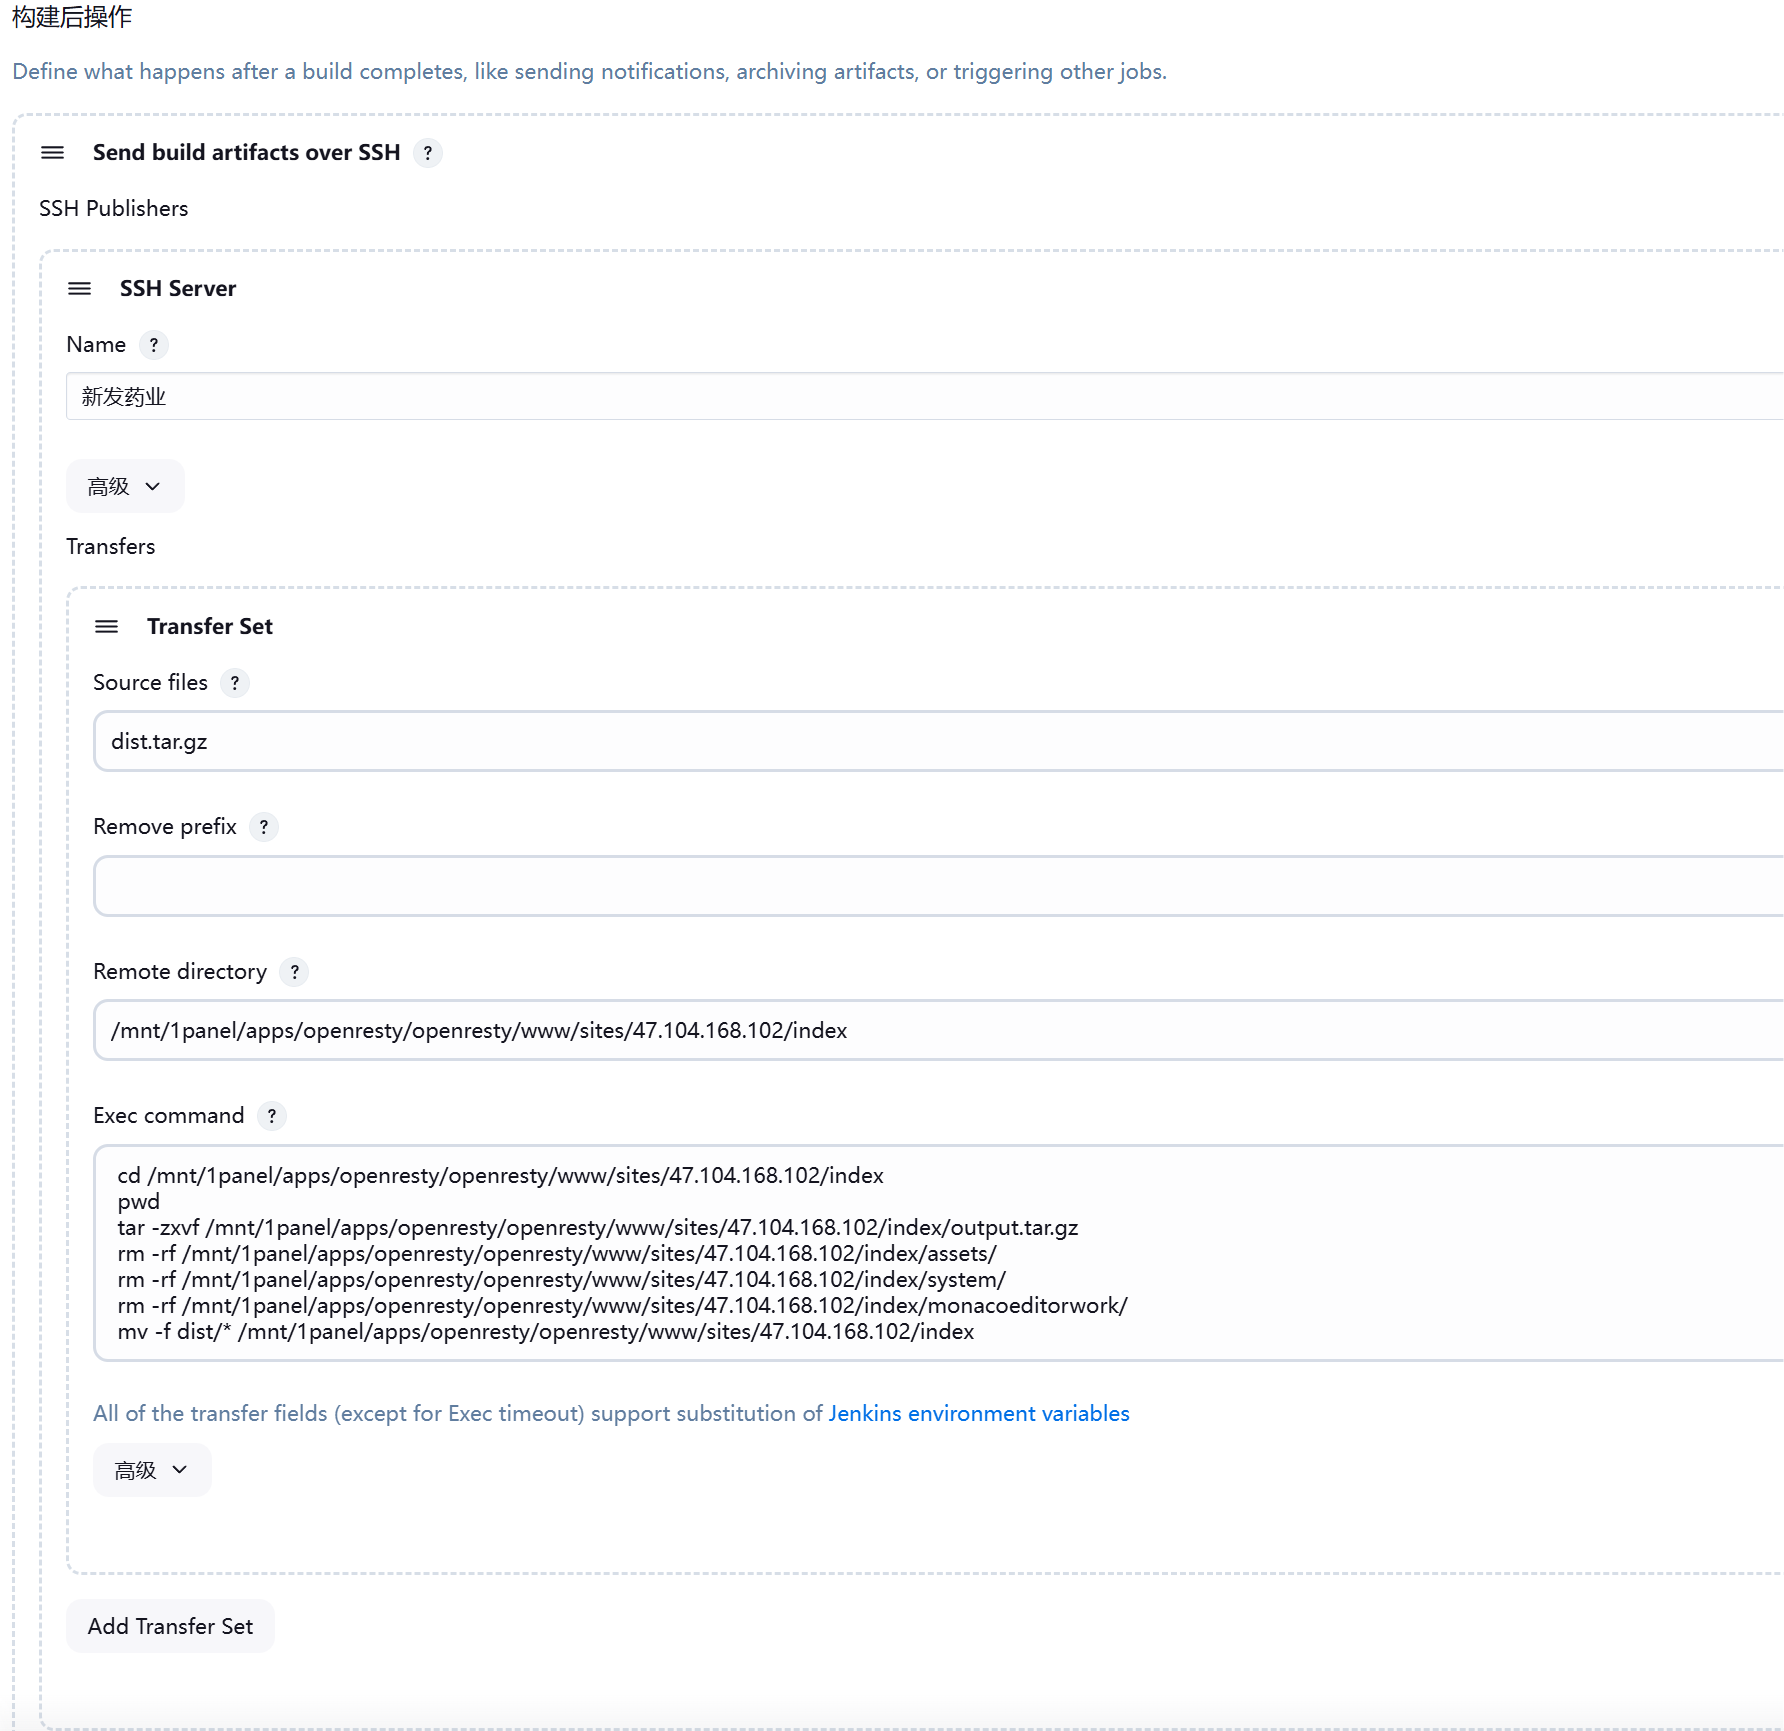 构建后操作
Define what happens after a build completes, like sending notifications, archiving artifacts, or triggering other jobs.
Send build artifacts over SSH ?
SSH Publishers
SSH Server
Name ?
新发药业
高级
Transfers
Transfer Set
Source files ?
dist.tar.gz
Remove prefix ?
Remote directory ?
/mnt/1panel/apps/openresty/openresty/www/sites/47.104.168.102/index
Exec command ?
cd /mnt/1panel/apps/openresty/openresty/www/sites/47.104.168.102/index
pwd
tar -zxvf /mnt/1panel/apps/openresty/openresty/www/sites/47.104.168.102/index/output.tar.gz
rm -rf /mnt/1panel/apps/openresty/openresty/www/sites/47.104.168.102/index/assets/
rm -rf /mnt/1panel/apps/openresty/openresty/www/sites/47.104.168.102/index/system/
rm -rf /mnt/1panel/apps/openresty/openresty/www/sites/47.104.168.102/index/monacoeditorwork/
mv -f dist/* /mnt/1panel/apps/openresty/openresty/www/sites/47.104.168.102/index
All of the transfer fields (except for Exec timeout) support substitution of Jenkins environment variables
高级
Add Transfer Set